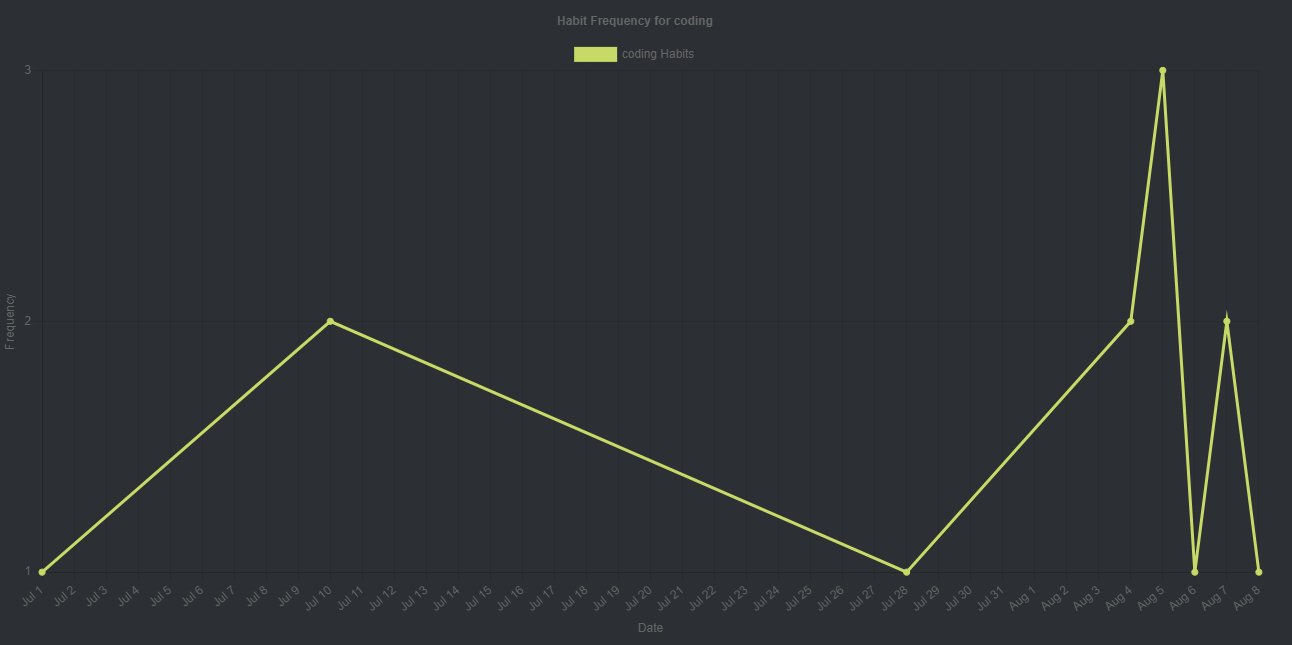 Habit Frequency for coding
coding Habits
3
2
1
Frequency
Jul 1
Jul 2
Jul 3
Jul 4
Jul 5
Jul 6
Jul 7
Jul 8
Jul 9
Jul 10
Jul 11
Jul 12
Jul 13
Jul 14
Jul 15
Jul 16
Jul 17
Jul 18
Jul 19
Jul 20
Jul 21
Jul 22
Jul 23
Jul 24
Jul 25
Jul 26
Jul 27
Jul 28
Jul 29
Jul 30
Jul 31
Aug 1
Aug 2
Aug 3
Aug 4
Aug 5
Aug 6
Aug 7
Aug 8
Date